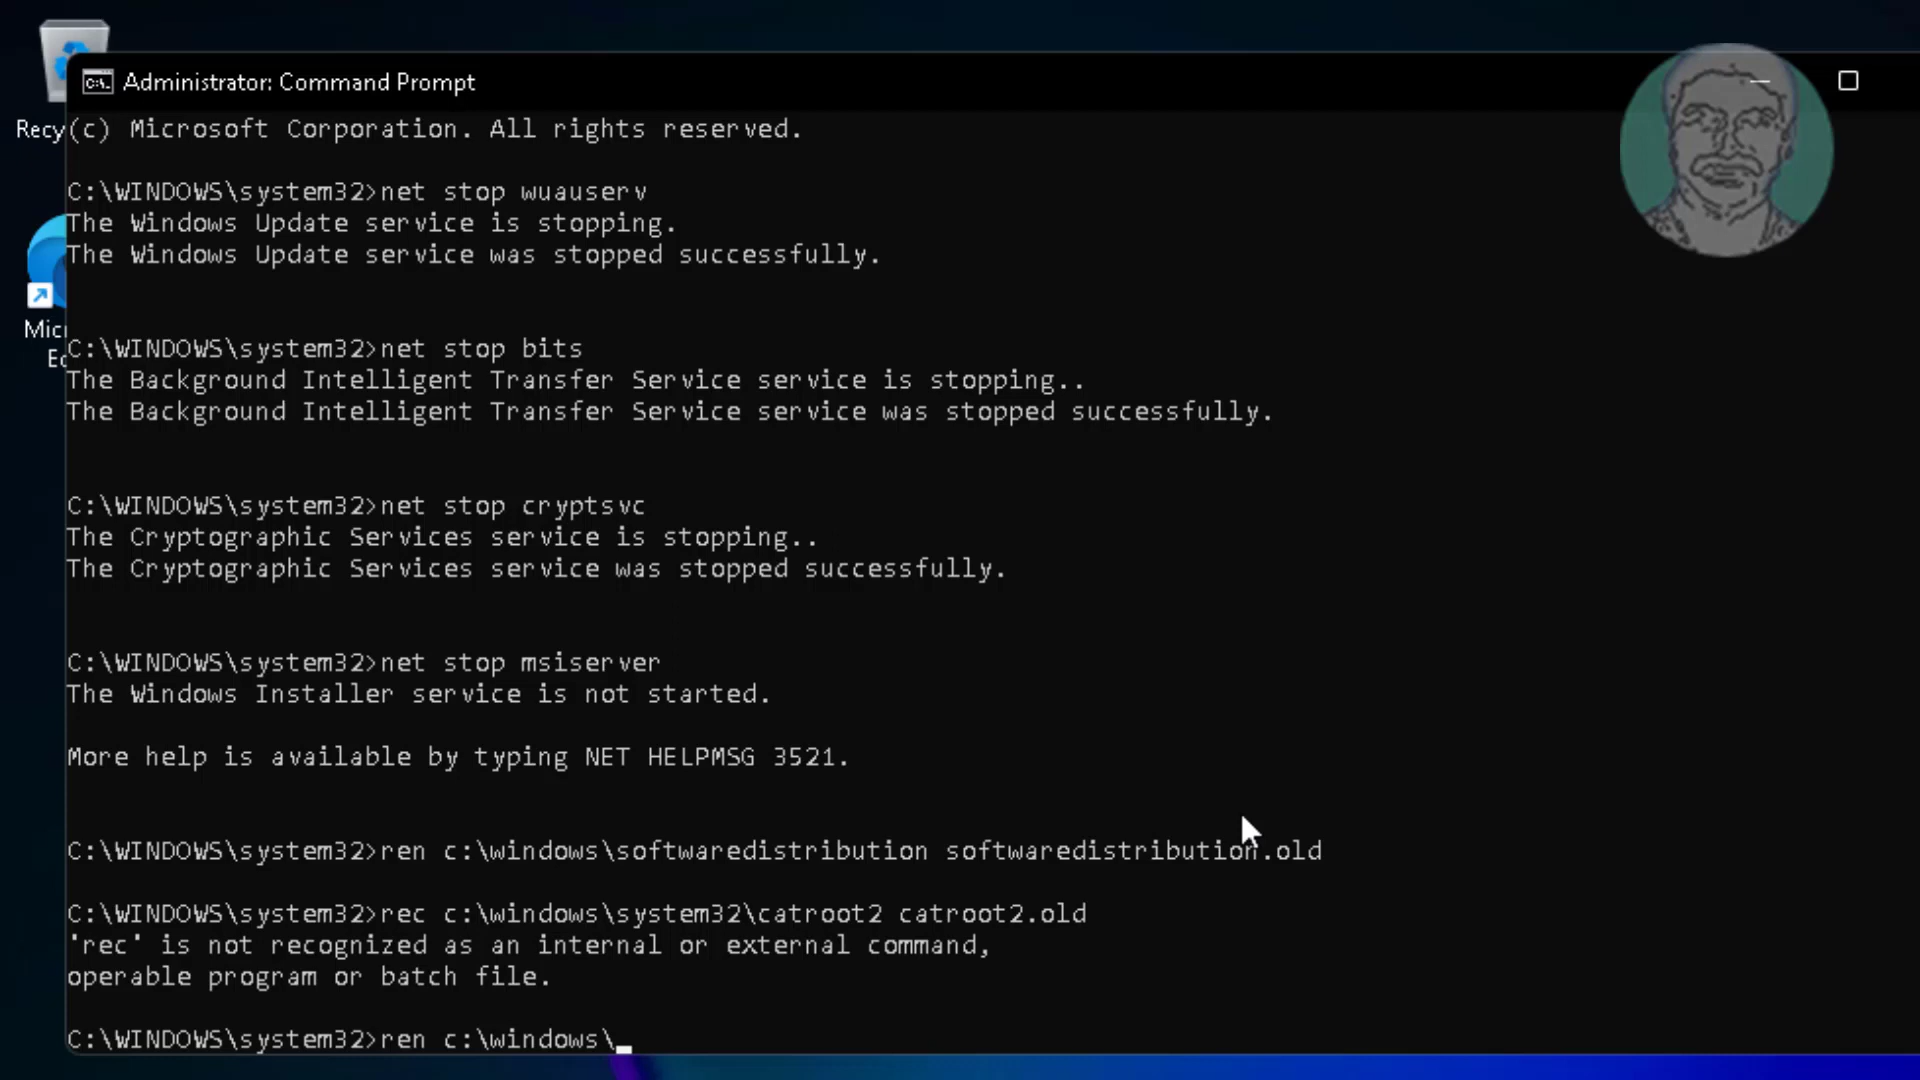 Administrator: Command Prompt
Recy
(c) Microsoft Corporation. All rights reserved.
C:\WINDOWS\system32>net stop wuauserv
The Windows Update service is stopping.
The Windows Update service was stopped successfully.
Mic
Ed
C:\WINDOWS\system32>net stop bits
The Background Intelligent Transfer Service service is stopping..
The Background Intelligent Transfer Service service was stopped successfully.
C:\WINDOWS\system32>net stop cryptsvc
The Cryptographic Services service is stopping..
The Cryptographic Services service was stopped successfully.
C:\WINDOWS\system32>net stop msiserver
The Windows Installer service is not started.
More help is available by typing NET HELPMSG 3521.
C:\WINDOWS\system32>ren c:\windows\softwaredistribution softwaredistribution.old
C:\WINDOWS\system32>rec c:\windows\system32\catroot2 catroot2.old
'rec' is not recognized as an internal or external command,
operable program or batch file.
C:\WINDOWS\system32>ren c:\windows\